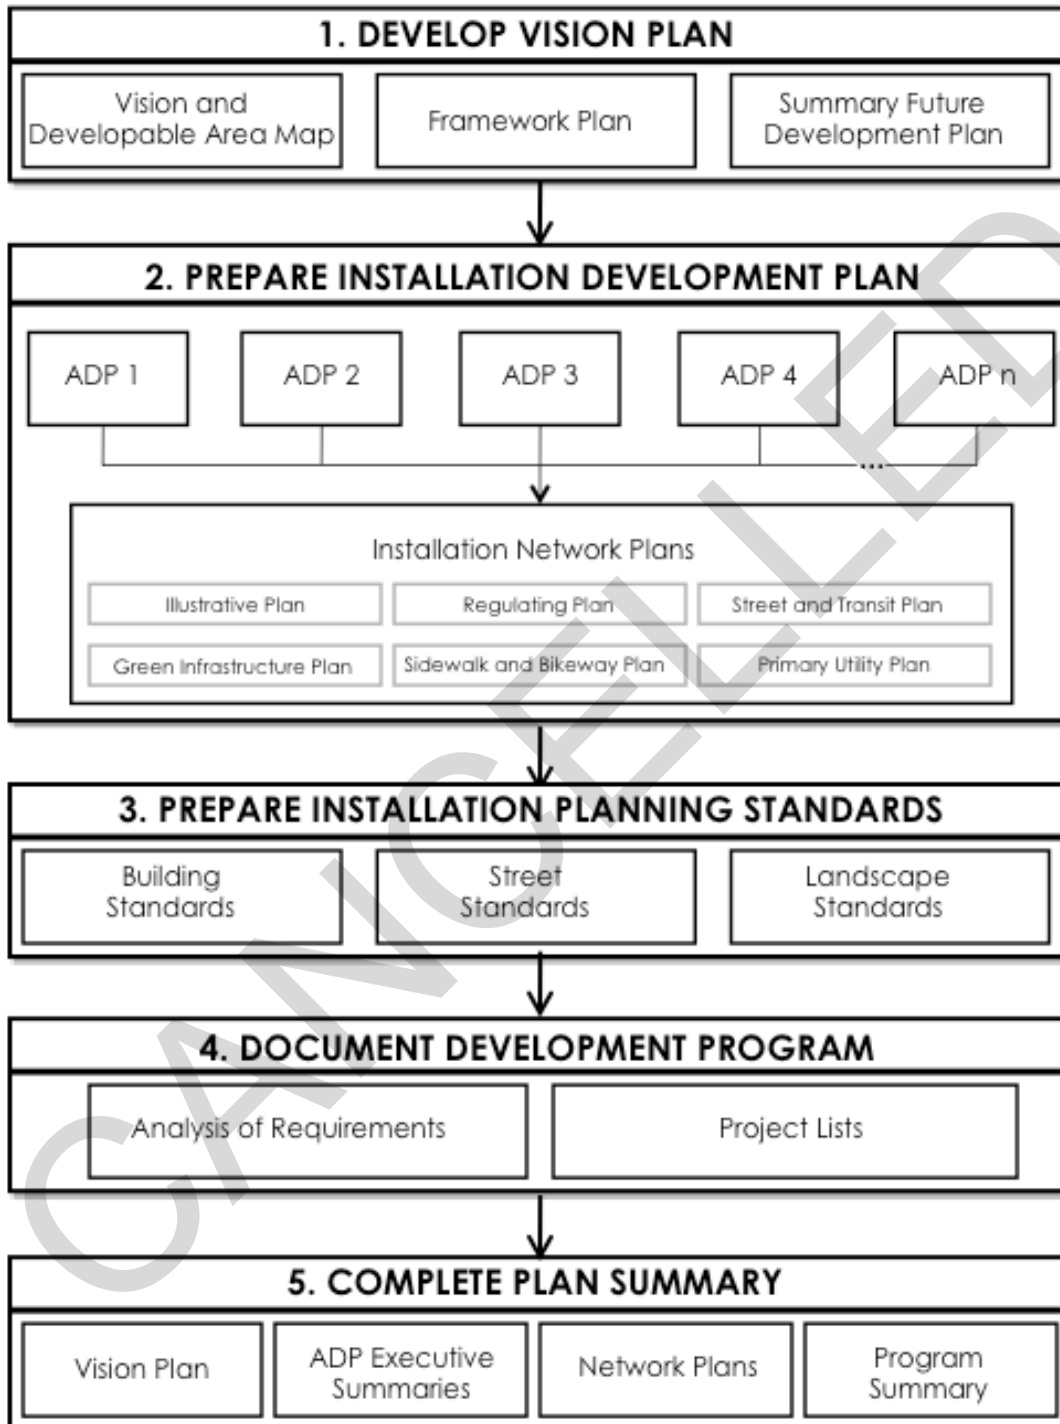 1. DEVELOP VISION PLAN
Vision and
Developable Area Map
Framework Plan
Summary Future
Development Plan
2. PREPARE INSTALLATION DEVELOPMENT PLAN
ADP 1
ADP 2
ADP 3
ADP 4
ADP n
...
Installation Network Plans
Illustrative Plan
Regulating Plan
Street and Transit Plan
Green Infrastructure Plan
Sidewalk and Bikeway Plan
Primary Utility Plan
3. PREPARE INSTALLATION PLANNING STANDARDS
Building
Standards
Street
Standards
Landscape
Standards
4. DOCUMENT DEVELOPMENT PROGRAM
Analysis of Requirements
Project Lists
5. COMPLETE PLAN SUMMARY
Vision Plan
ADP Executive
Summaries
Network Plans
Program
Summary
CANCELLED